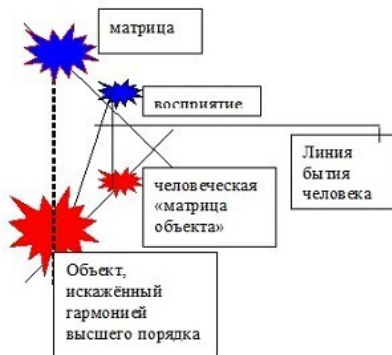 матрица
восприятие
Линия
бытия
человека
человеческая
«матрица
объекта»
Объект,
искажённый
гармонией
высшего порядка